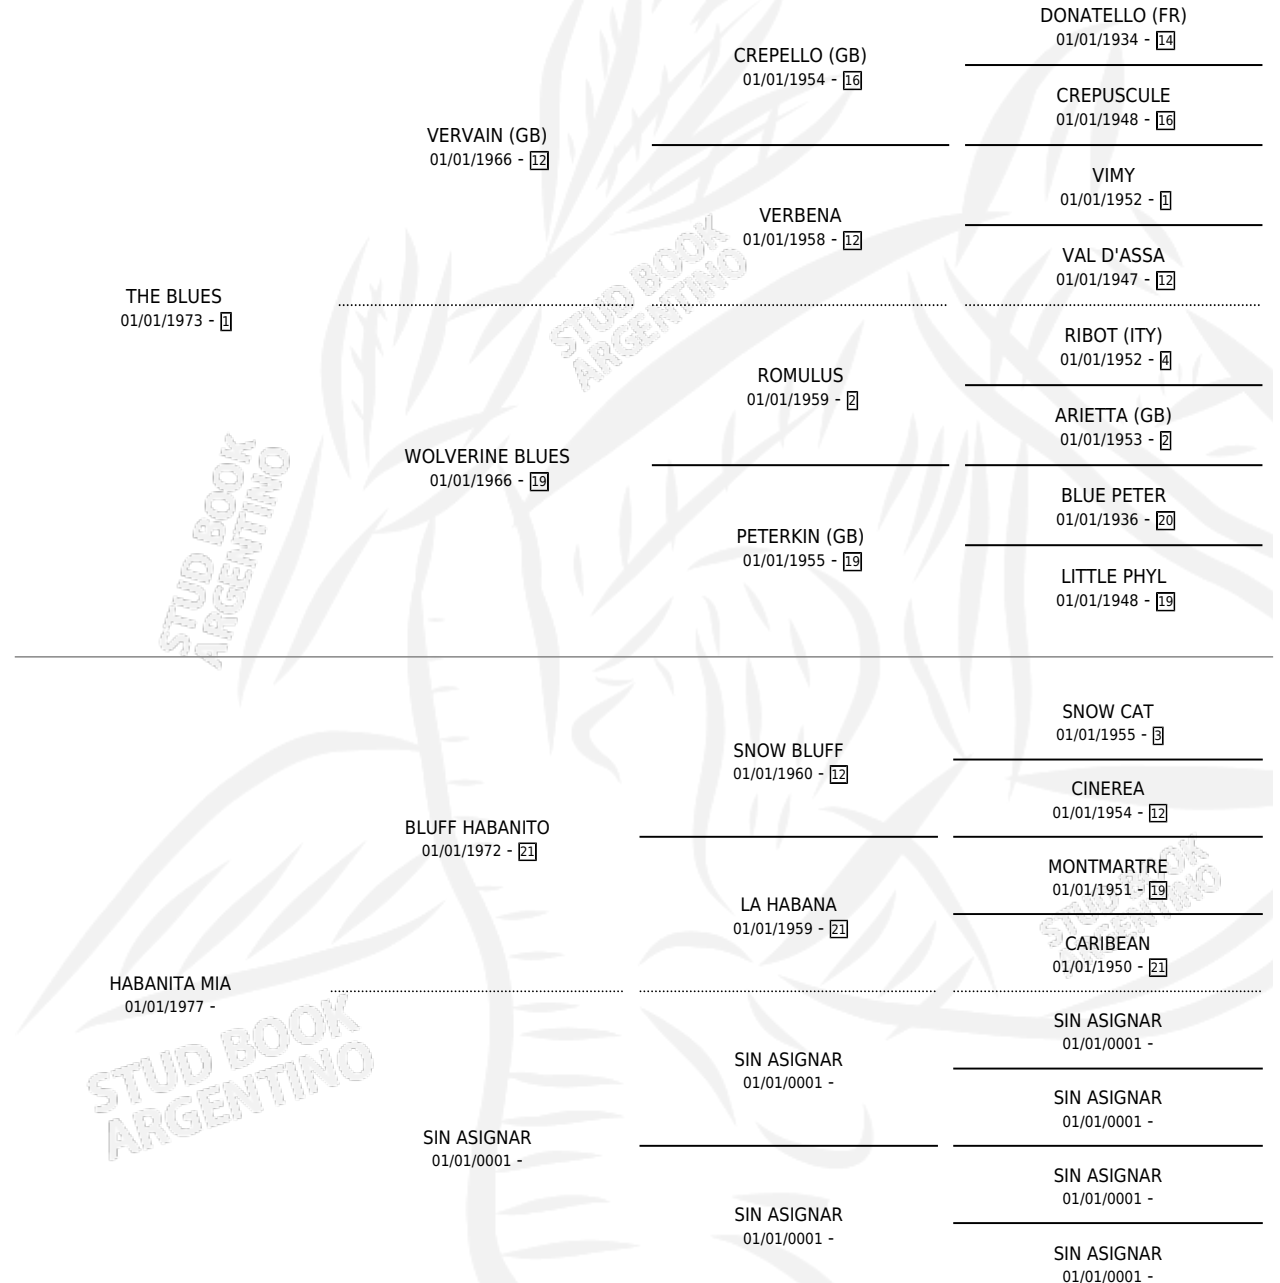 DONATELLO (FR)
01/01/1934 - 14
CREPELLO (GB)
01/01/1954 - 16
CREPUSCULE
01/01/1948 - 16
VERVAIN (GB)
01/01/1966 - 12
VIMY
01/01/1952 - 1
VERBENA
01/01/1958 - 12
VAL D'ASSA
01/01/1947 - 12
THE BLUES
01/01/1973 - 1
RIBOT (ITY)
01/01/1952 - 4
ROMULUS
01/01/1959 - 2
ARIETTA (GB)
01/01/1953 - 2
WOLVERINE BLUES
01/01/1966 - 19
BLUE PETER
01/01/1936 - 20
PETERKIN (GB)
01/01/1955 - 19
LITTLE PHYL
01/01/1948 - 19
SNOW CAT
01/01/1955 - 3
SNOW BLUFF
01/01/1960 - 12
CINEREA
01/01/1954 - 12
BLUFF HABANITO
01/01/1972 - 21
MONTMARTRE
01/01/1951 - 19
LA HABANA
01/01/1959 - 21
CARIBEAN
01/01/1950 - 21
HABANITA MIA
01/01/1977 -
SIN ASIGNAR
01/01/0001 -
SIN ASIGNAR
01/01/0001 -
SIN ASIGNAR
01/01/0001 -
SIN ASIGNAR
01/01/0001 -
SIN ASIGNAR
01/01/0001 -
SIN ASIGNAR
01/01/0001 -
SIN ASIGNAR
01/01/0001 -
STUD BOOK
ARGENTINO
STUD BOOK
ARGENTINO
STUD BOOK
ARGENTINO
STUD BOOK
ARGENTINO